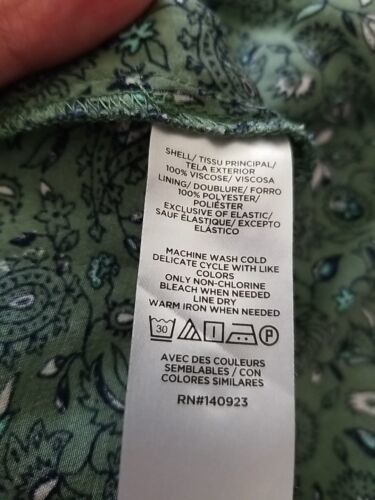 SHELL/ TISSU PRINCIPAL/
TELA EXTERIOR
100% VISCOSE/ VISCOSA
LINING/ DOUBLURE/ FORRO
100% POLYESTER/
POLIÉSTER
EXCLUSIVE OF ELASTIC/
SAUF ÉLASTIQUE/ EXCEPTO
ELÁSTICO
MACHINE WASH COLD
DELICATE CYCLE WITH LIKE
COLORS
ONLY NON-CHLORINE
BLEACH WHEN NEEDED
LINE DRY
WARM IRON WHEN NEEDED
30 P
AVEC DES COULEURS
SEMBLABLES / CON
COLORES SIMILARES
RN#140923